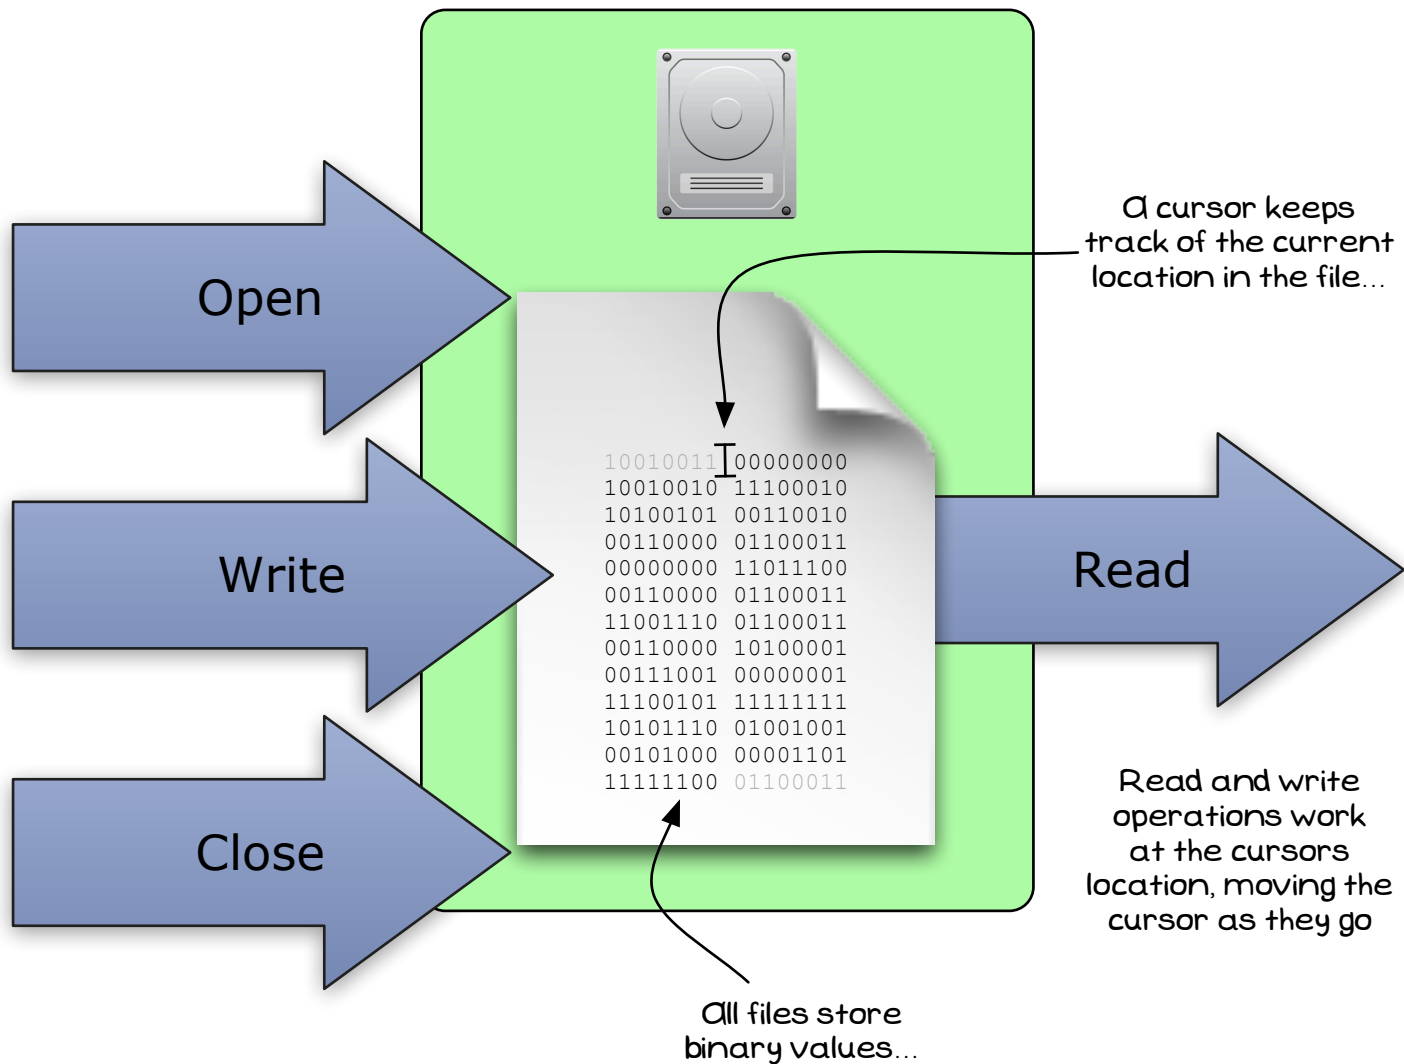 A cursor keeps
track of the current
location in the file...
Open
10010011 00000000
10010010 11100010
10100101 00110010
00110000 01100011
00000000 11011100
00110000 01100011
11001110 01100011
00110000 10100001
00111001 00000001
11100101 11111111
10101110 01001001
00101000 00001101
11111100 01100011
Write
Read
Close
Read and write
operations work
at the cursors
location, moving the
cursor as they go
All files store
binary values...